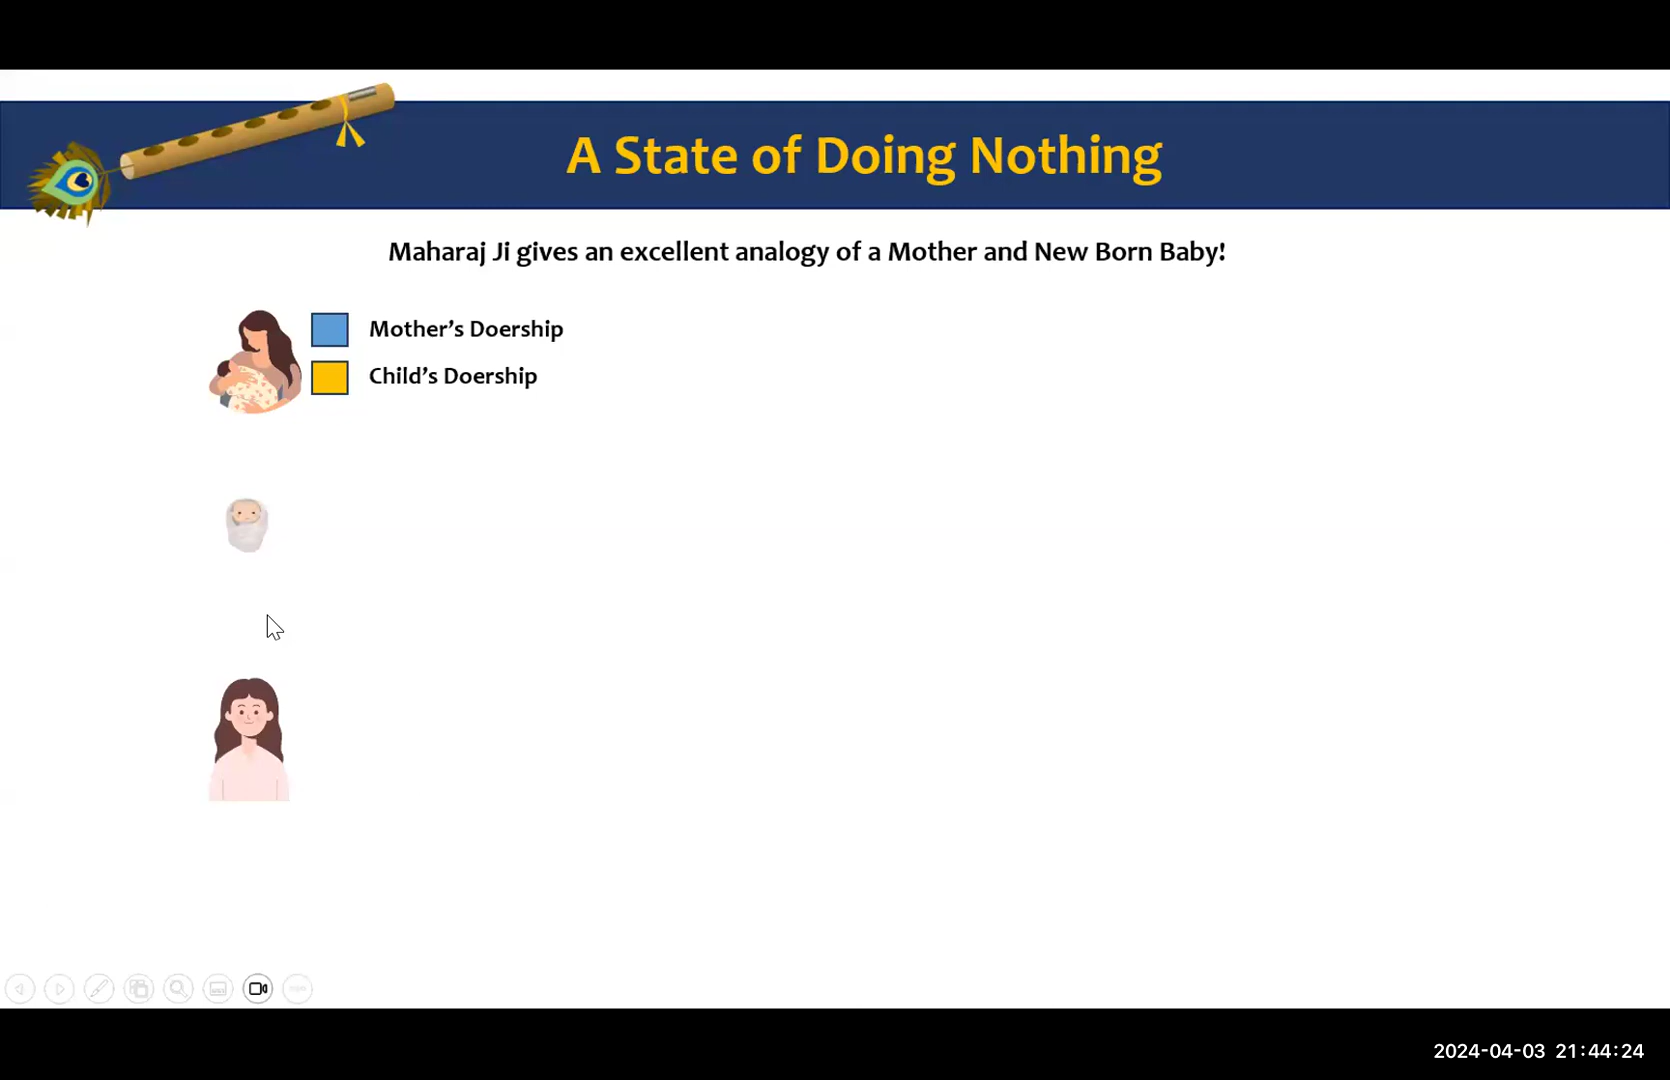 A State of Doing Nothing
Maharaj Ji gives an excellent analogy of a Mother and New Born Baby!
Mother’s Doership
Child’s Doership
2024-04-03 21:44:24